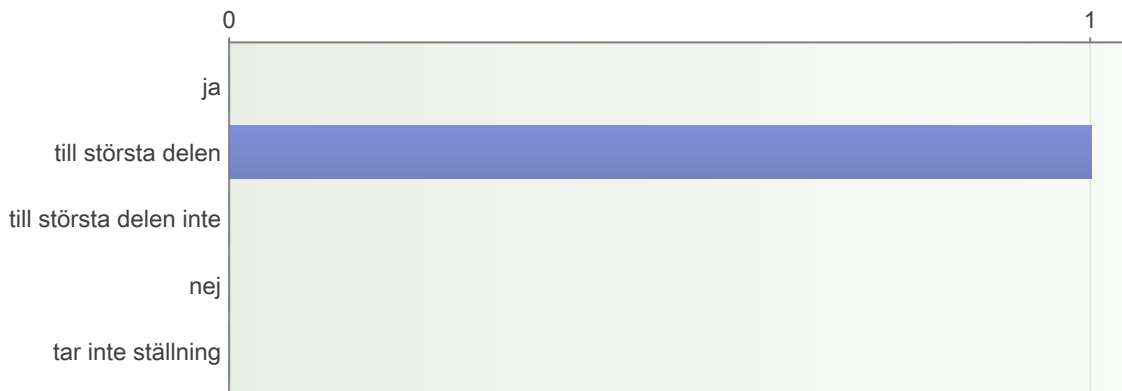 0 1
ja
till största delen
till största delen inte
nej
tar inte ställning